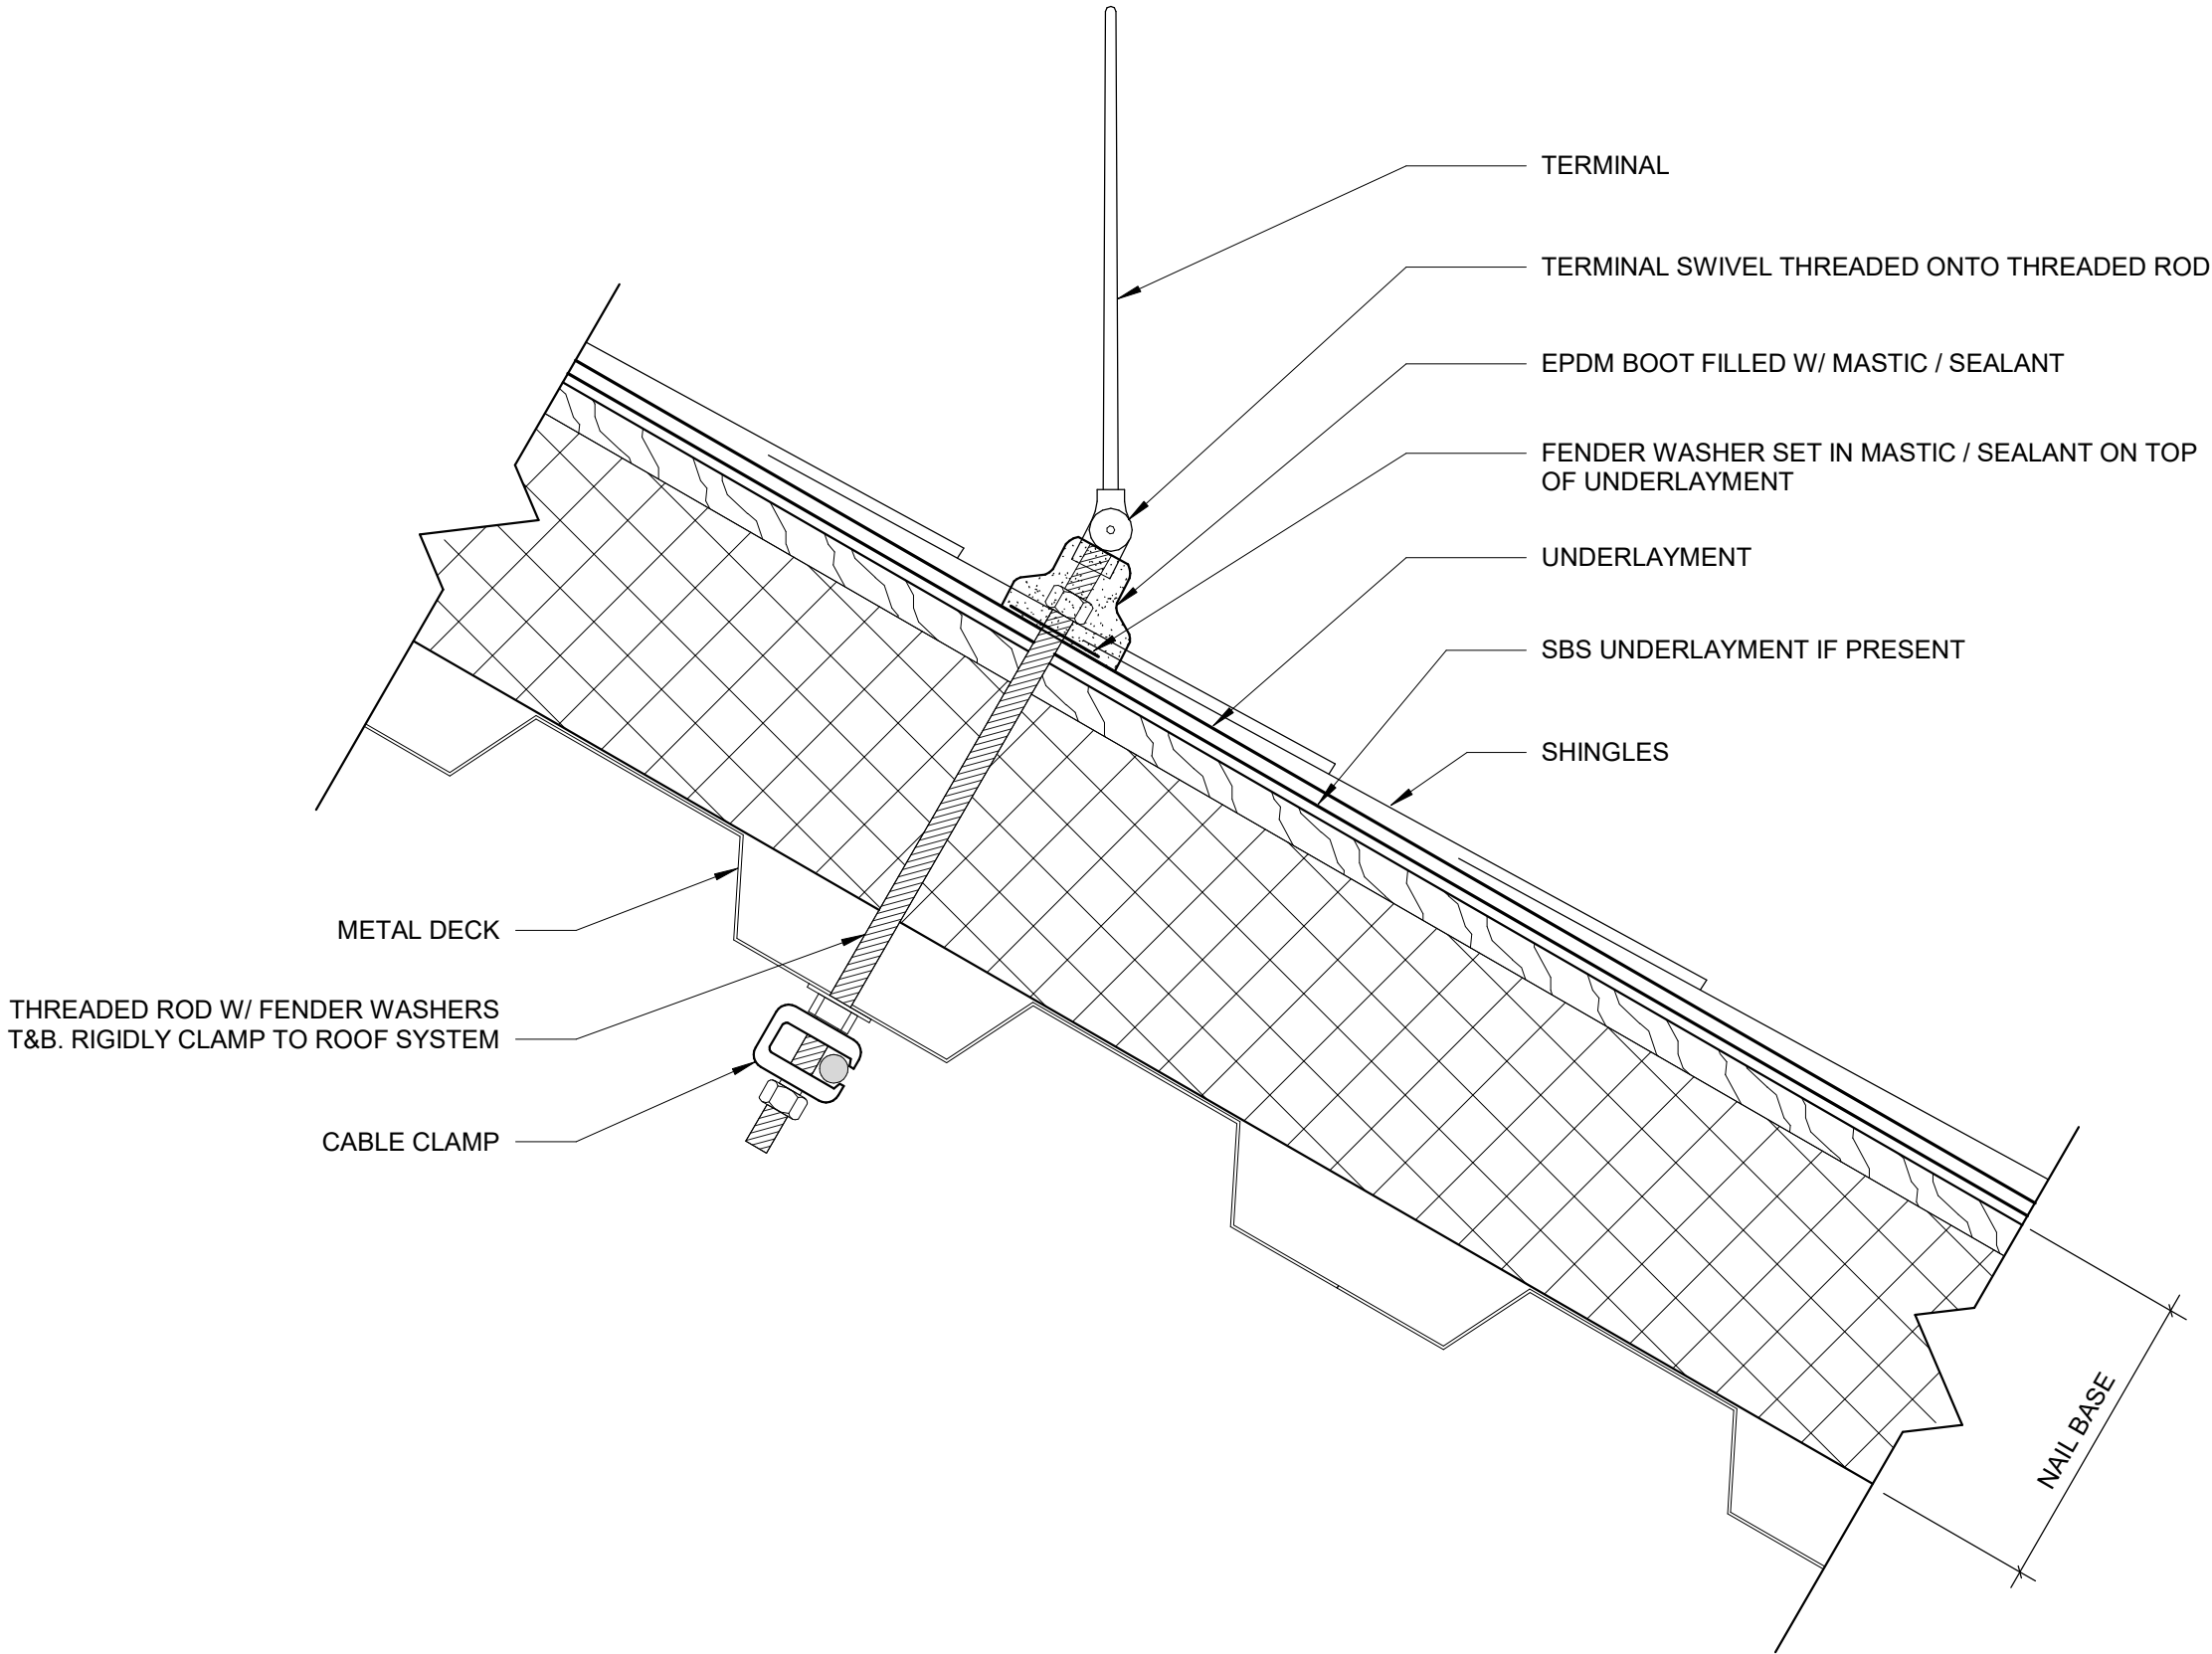 TERMINAL
TERMINAL SWIVEL THREADED ONTO THREADED ROD
EPDM BOOT FILLED W/ MASTIC / SEALANT
FENDER WASHER SET IN MASTIC / SEALANT ON TOP
OF UNDERLAYMENT
UNDERLAYMENT
SBS UNDERLAYMENT IF PRESENT
SHINGLES
METAL DECK
THREADED ROD W/ FENDER WASHERS
T&B. RIGIDLY CLAMP TO ROOF SYSTEM
CABLE CLAMP
NAIL BASE